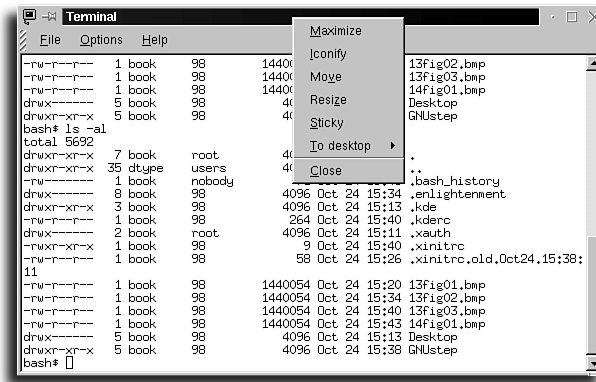 Terminal
File Options Help
Maximize
Iconify
Move
Resize
Sticky
To desktop
Close
-rw-r--r-- 1 book 98 13fig02.bmp
-rw-r--r-- 1 book 98 13fig03.bmp
-rw-r--r-- 1 book 98 14fig01.bmp
drwx------ 5 book 98 Desktop
drwxr-xr-x 5 book 98 GNUstep
bash$ ls -al
total 5692
drwxr-xr-x 7 book root .
drwxr-xr-x 35 dtype users ..
-rw------- 1 book nobody .bash_history
drwx------ 8 book 98 4096 Oct 24 15:34 .enlightenment
drwxr-xr-x 3 book 98 4096 Oct 24 15:13 .kde
-rw-r--r-- 1 book 98 264 Oct 24 15:40 .kderc
drwx------ 2 book root 4096 Oct 24 15:11 .xauth
-rwxr-xr-x 1 book 98 9 Oct 24 15:40 .xinitrc
-rwxr-xr-x 1 book 98 58 Oct 24 15:26 .xinitrc.old.Oct24.15:38:
11
-rw-r--r-- 1 book 98 1440054 Oct 24 15:20 13fig01.bmp
-rw-r--r-- 1 book 98 1440054 Oct 24 15:34 13fig02.bmp
-rw-r--r-- 1 book 98 1440054 Oct 24 15:40 13fig03.bmp
-rw-r--r-- 1 book 98 1440054 Oct 24 15:43 14fig01.bmp
drwx------ 5 book 98 4096 Oct 24 15:13 Desktop
drwxr-xr-x 5 book 98 4096 Oct 24 15:38 GNUstep
bash$